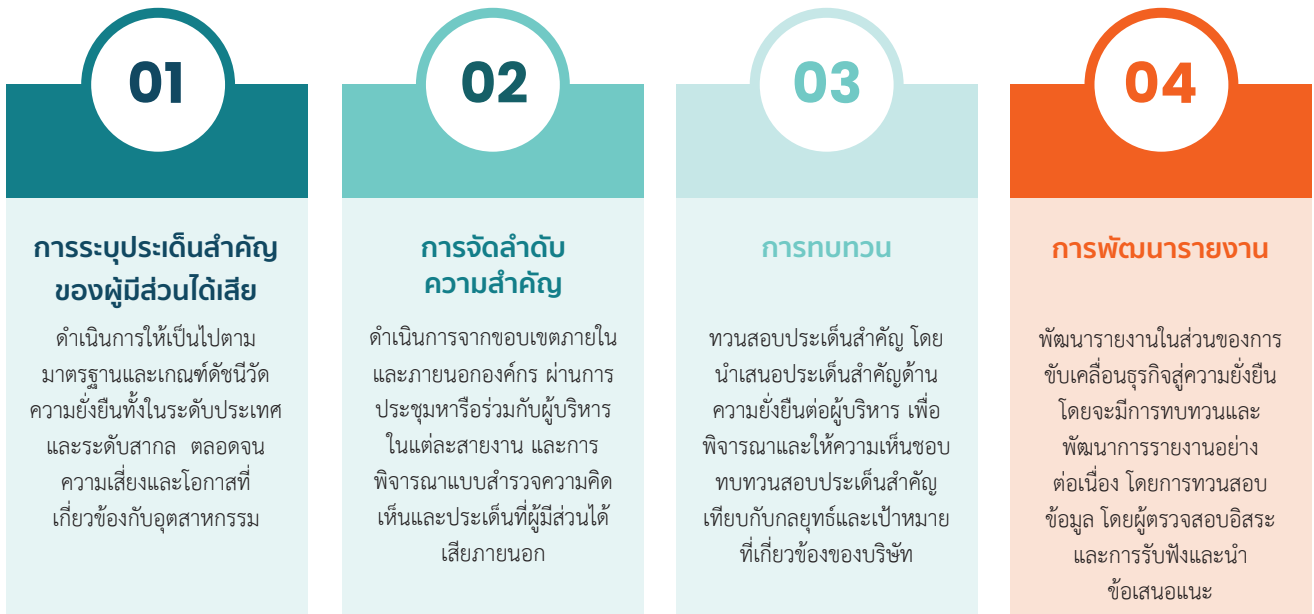 01
การระบุประเด็นสำคัญ
ของผู้มีส่วนได้เสีย
ดำเนินการให้เป็นไปตาม
มาตรฐานและเกณฑ์ดัชนีวัด
ความยั่งยืนทั้งในระดับประเทศ
และระดับสากล ตลอดจน
ความเสี่ยงและโอกาสที่
เกี่ยวข้องกับอุตสาหกรรม
02
การจัดลำดับ
ความสำคัญ
ดำเนินการจากขอบเขตภายใน
และภายนอกองค์กร ผ่านการ
ประชุมหารือร่วมกับผู้บริหาร
ในแต่ละสายงาน และการ
พิจารณาแบบสำรวจความคิด
เห็นและประเด็นที่ผู้มีส่วนได้
เสียภายนอก
03
การทบทวน
ทวนสอบประเด็นสำคัญ โดย
นำเสนอประเด็นสำคัญด้าน
ความยั่งยืนต่อผู้บริหาร เพื่อ
พิจารณาและให้ความเห็นชอบ
ทบทวนสอบประเด็นสำคัญ
เทียบกับกลยุทธ์และเป้าหมาย
ที่เกี่ยวข้องของบริษัท
04
การพัฒนารายงาน
พัฒนารายงานในส่วนของการ
ขับเคลื่อนธุรกิจสู่ความยั่งยืน
โดยจะมีการทบทวนและ
พัฒนาการรายงานอย่าง
ต่อเนื่อง โดยการทวนสอบ
ข้อมูล โดยผู้ตรวจสอบอิสระ
และการรับฟังและนำ
ข้อเสนอแนะ